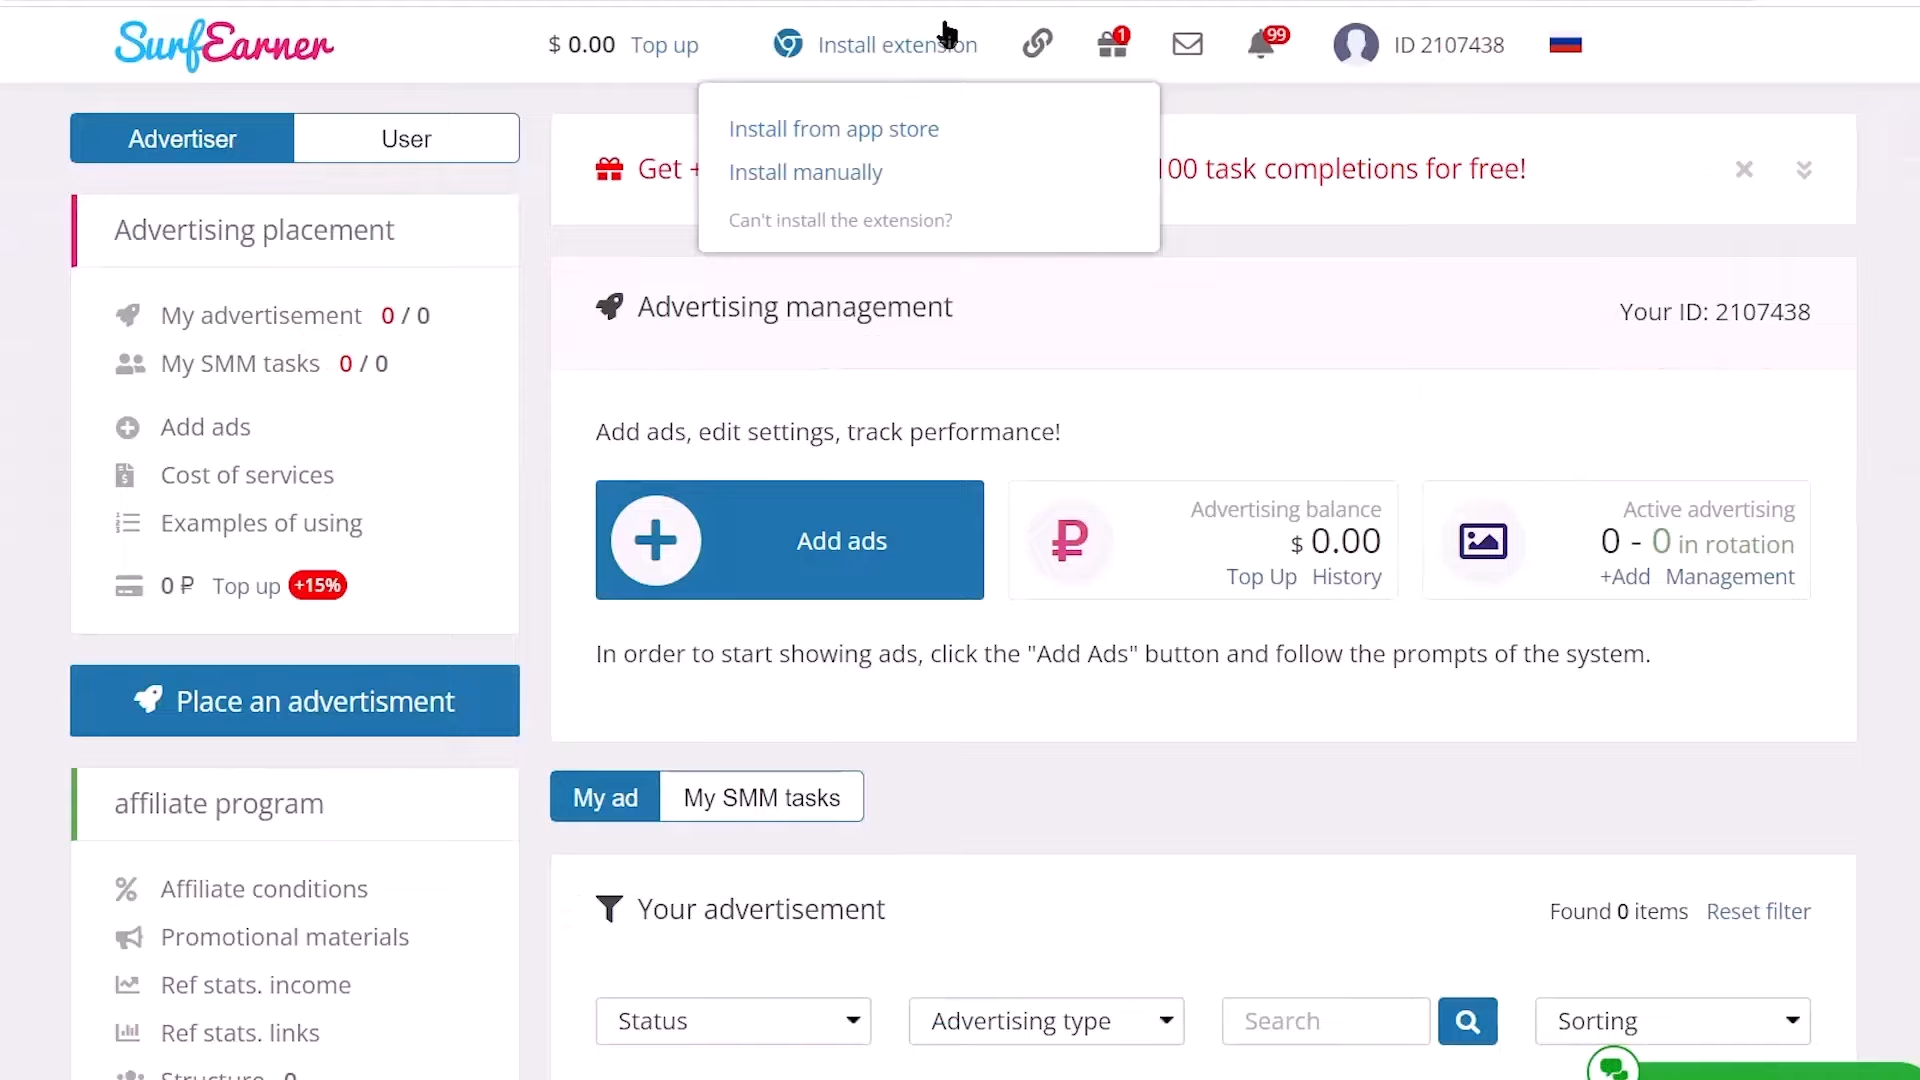 SurfEarner
$ 0.00 Top up
Install extension
1
99
ID 2107438
Install from app store
Install manually
Can't install the extension?
Advertiser
User
Get +
100 task completions for free!
Advertising placement
My advertisement 0 / 0
My SMM tasks 0 / 0
Add ads
Cost of services
Examples of using
0 ₽ Top up +15%
Place an advertisment
affiliate program
Affiliate conditions
Promotional materials
Ref stats. income
Ref stats. links
Structure 0
Advertising management
Your ID: 2107438
Add ads, edit settings, track performance!
Add ads
Advertising balance
$ 0.00
Top Up History
Active advertising
0 - 0 in rotation
+Add Management
In order to start showing ads, click the "Add Ads" button and follow the prompts of the system.
My ad
My SMM tasks
Your advertisement
Found 0 items Reset filter
Status
Advertising type
Search
Sorting